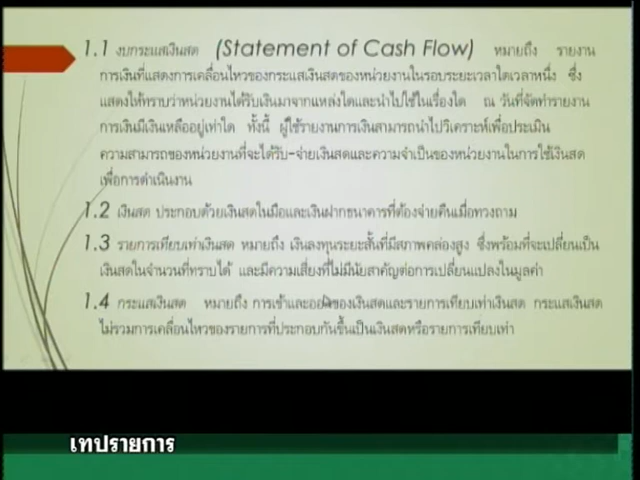 1.1 งบกระแสเงินสด (Statement of Cash Flow) หมายถึง รายงาน
การเงินที่แสดงการเคลื่อนไหวของกระแสเงินสดของหน่วยงานในรอบระยะเวลาใดเวลาหนึ่ง ซึ่ง
แสดงให้ทราบว่าหน่วยงานได้รับเงินมาจากแหล่งใดและนำไปใช้ในเรื่องใด ณ วันที่จัดทำรายงาน
การเงินมีเงินเหลืออยู่เท่าใด ทั้งนี้ ผู้ใช้รายงานการเงินสามารถนำไปวิเคราะห์เพื่อประเมิน
ความสามารถของหน่วยงานที่จะได้รับ-จ่ายเงินสดและความจำเป็นของหน่วยงานในการใช้เงินสด
เพื่อการดำเนินงาน
1.2 เงินสด ประกอบด้วยเงินสดในมือและเงินฝากธนาคารที่ต้องจ่ายคืนเมื่อทวงถาม
1.3 รายการเทียบเท่าเงินสด หมายถึง เงินลงทุนระยะสั้นที่มีสภาพคล่องสูง ซึ่งพร้อมที่จะเปลี่ยนเป็น
เงินสดในจำนวนที่ทราบได้ และมีความเสี่ยงที่ไม่มีนัยสำคัญต่อการเปลี่ยนแปลงในมูลค่า
1.4 กระแสเงินสด หมายถึง การเข้าและออกของเงินสดและรายการเทียบเท่าเงินสด กระแสเงินสด
ไม่รวมการเคลื่อนไหวของรายการที่ประกอบกันขึ้นเป็นเงินสดหรือรายการเทียบเท่า
เทปรายการ